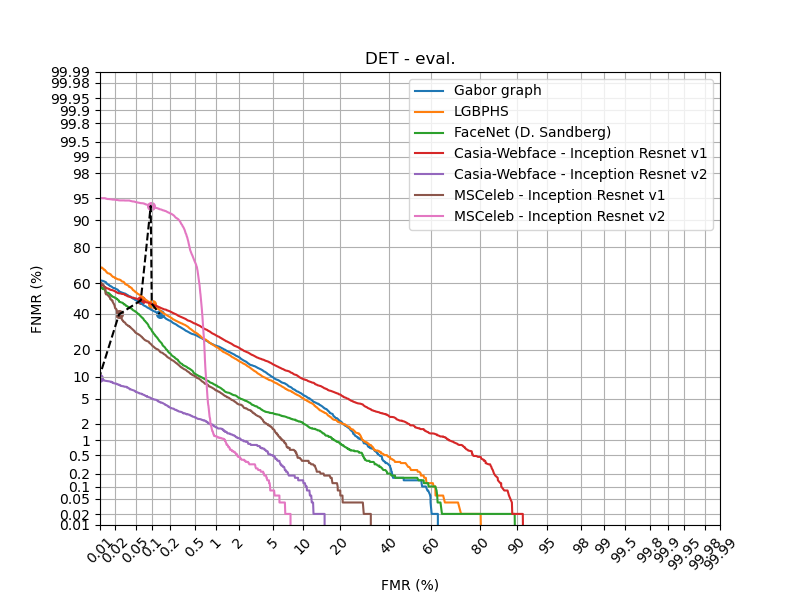 DET - eval.
99.99
99.98
99.95
99.9
99.8
99.5
99
98
95
90
80
60
40
20
10
5
2
1
0.5
0.2
0.1
0.05
0.02
0.01
FNMR (%)
Gabor graph
LGBPHS
FaceNet (D. Sandberg)
Casia-Webface - Inception Resnet v1
Casia-Webface - Inception Resnet v2
MSCeleb - Inception Resnet v1
MSCeleb - Inception Resnet v2
0.01 0.02 0.05 0.1 0.2 0.5 1 2 5 10 20 40 60 80 90 95 98 99 99.5 99.8 99.9 99.95 99.98 99.99
FMR (%)